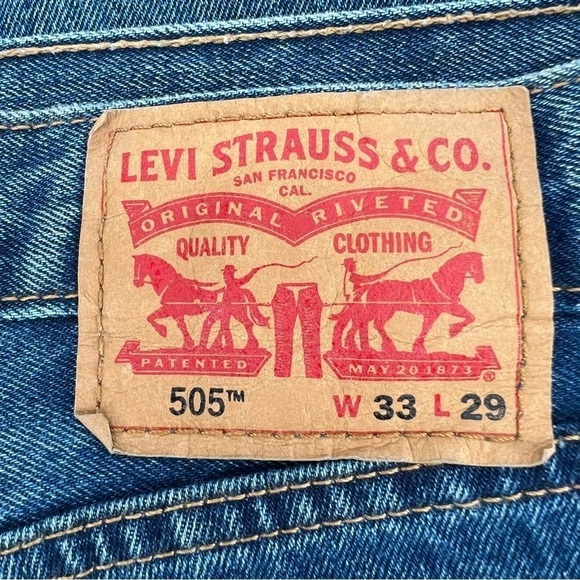 LEVI STRAUSS & CO.
SAN FRANCISCO
CAL.
ORIGINAL RIVETED
QUALITY CLOTHING
PATENTED MAY 20 1873 ®
505™ W 33 L 29